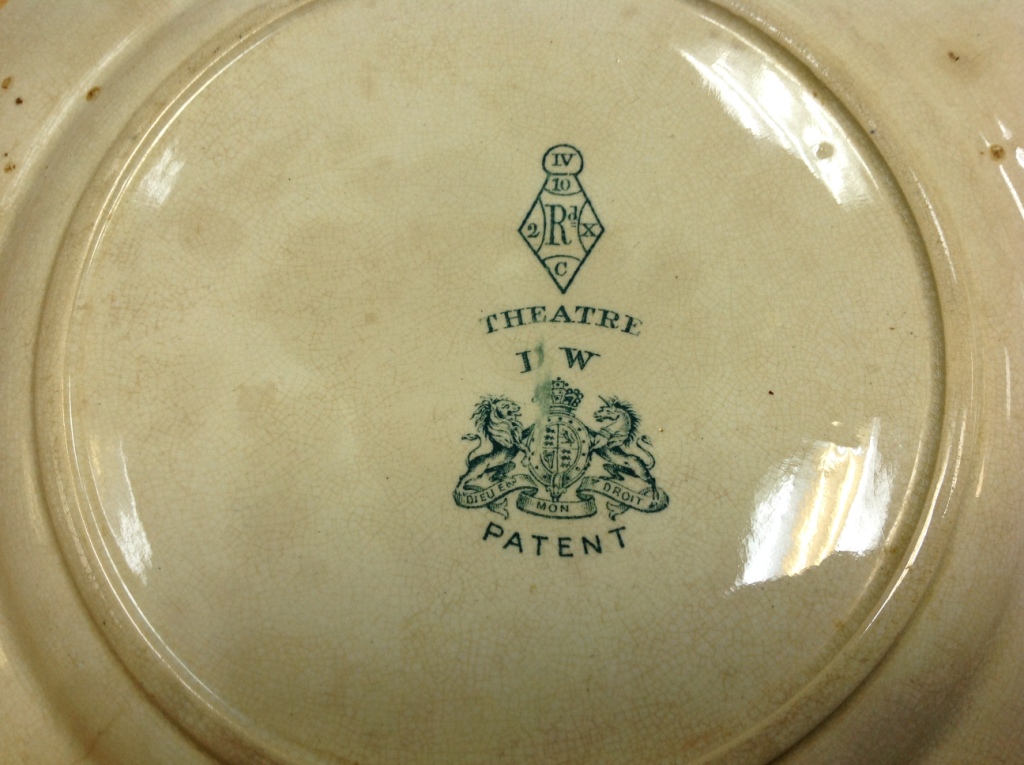 IV
10
2 Rd X
C
THEATRE
W
DIEU ET MON DROIT
PATENT